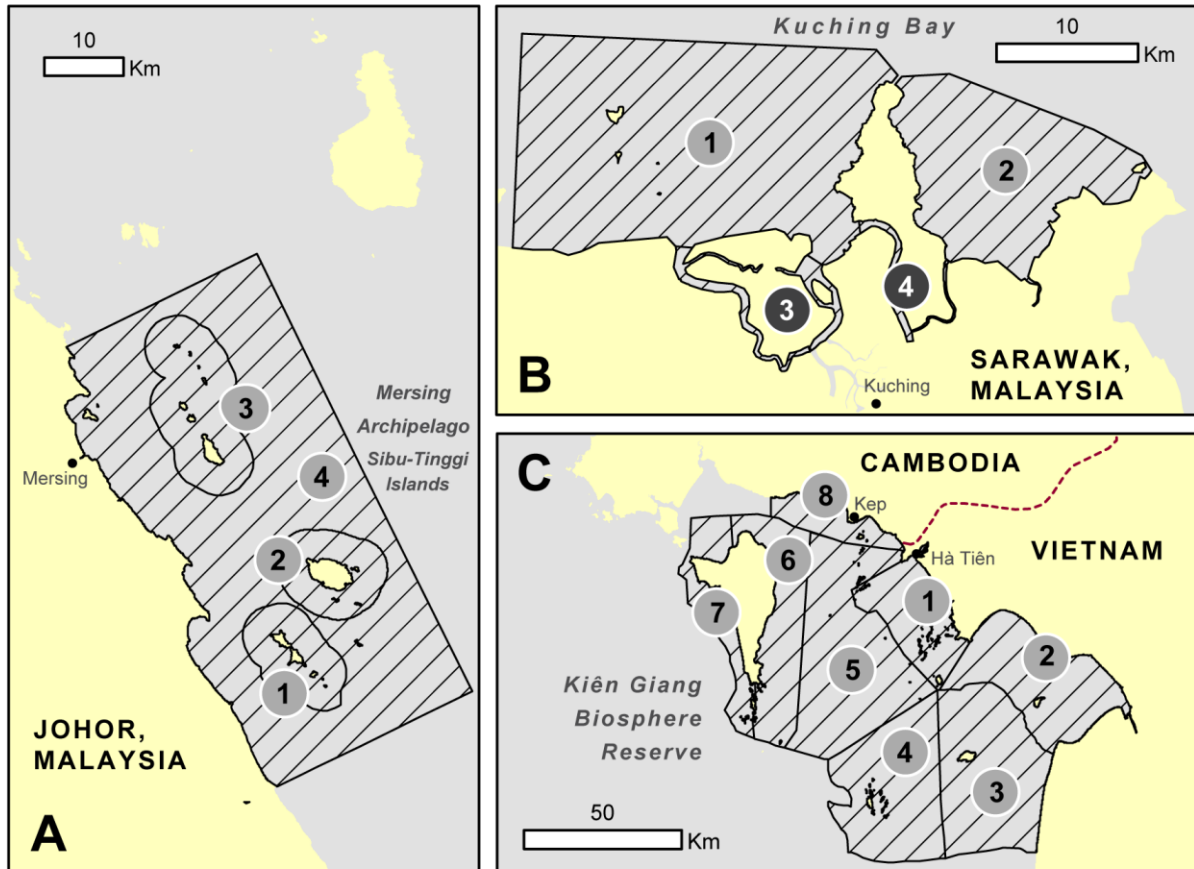 10
Km
3
Mersing
Archipelago
Sibu-Tinggi
Islands
Mersing
4
2
1
JOHOR,
MALAYSIA
A
Kuching Bay
10
Km
1
2
3
4
B
SARAWAK,
MALAYSIA
Kuching
C
CAMBODIA
8
Kep
VIETNAM
Hà Tiên
6
1
7
2
5
Kiên Giang
Biosphere
Reserve
4
3
50
Km